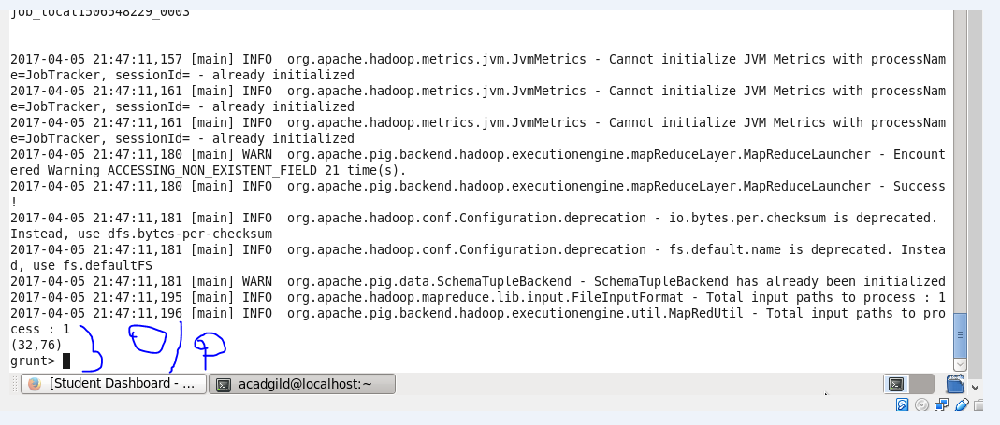 job_local1506548229_0003
2017-04-05 21:47:11,157 [main] INFO  org.apache.hadoop.metrics.jvm.JvmMetrics - Cannot initialize JVM Metrics with processNam
e=JobTracker, sessionId= - already initialized
2017-04-05 21:47:11,161 [main] INFO  org.apache.hadoop.metrics.jvm.JvmMetrics - Cannot initialize JVM Metrics with processNam
e=JobTracker, sessionId= - already initialized
2017-04-05 21:47:11,161 [main] INFO  org.apache.hadoop.metrics.jvm.JvmMetrics - Cannot initialize JVM Metrics with processNam
e=JobTracker, sessionId= - already initialized
2017-04-05 21:47:11,180 [main] WARN  org.apache.pig.backend.hadoop.executionengine.mapReduceLayer.MapReduceLauncher - Encount
ered Warning ACCESSING_NON_EXISTENT_FIELD 21 time(s).
2017-04-05 21:47:11,180 [main] INFO  org.apache.pig.backend.hadoop.executionengine.mapReduceLayer.MapReduceLauncher - Success
!
2017-04-05 21:47:11,181 [main] INFO  org.apache.hadoop.conf.Configuration.deprecation - io.bytes.per.checksum is deprecated.
Instead, use dfs.bytes-per-checksum
2017-04-05 21:47:11,181 [main] INFO  org.apache.hadoop.conf.Configuration.deprecation - fs.default.name is deprecated. Instea
d, use fs.defaultFS
2017-04-05 21:47:11,181 [main] WARN  org.apache.pig.data.SchemaTupleBackend - SchemaTupleBackend has already been initialized
2017-04-05 21:47:11,195 [main] INFO  org.apache.hadoop.mapreduce.lib.input.FileInputFormat - Total input paths to process : 1
2017-04-05 21:47:11,196 [main] INFO  org.apache.pig.backend.hadoop.executionengine.util.MapRedUtil - Total input paths to pro
cess : 1
(32,76) O/P
grunt>
[Student Dashboard - ... acadgild@localhost:~